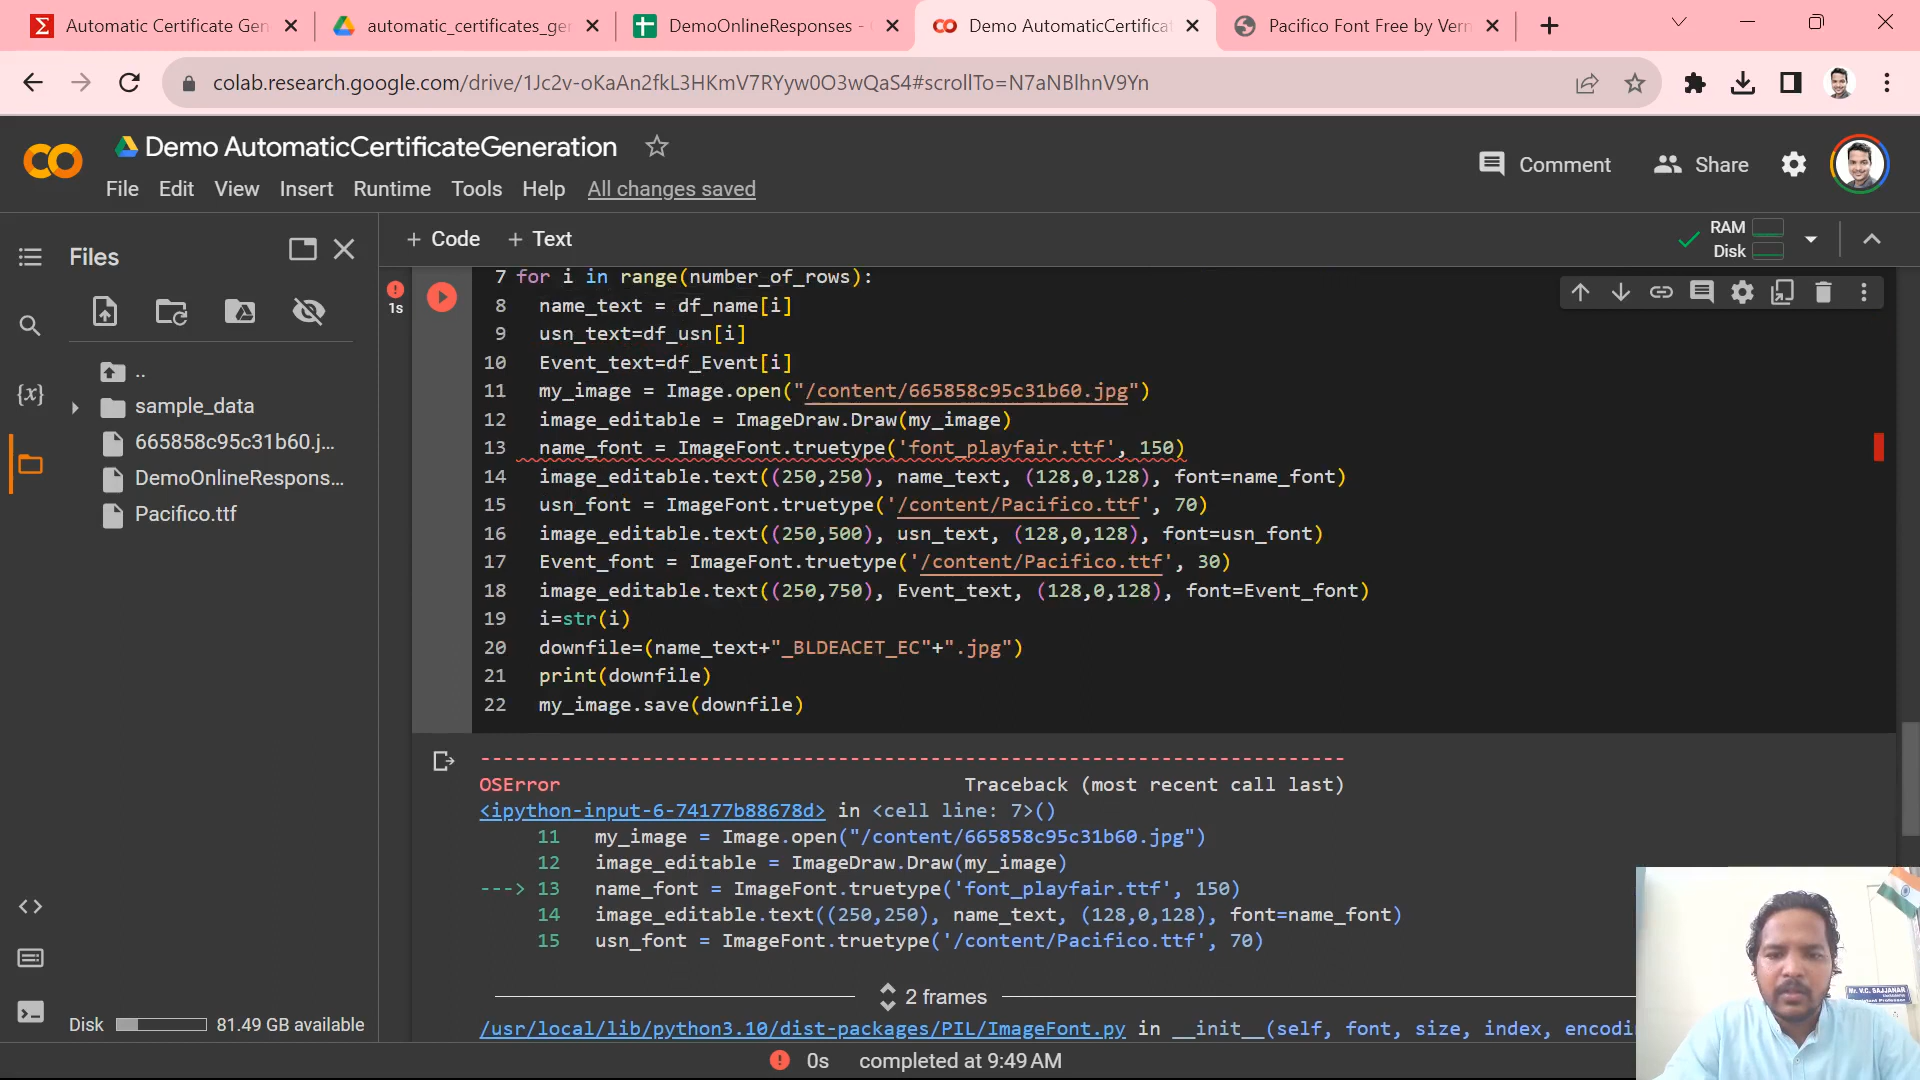 Automatic Certificate Gen
automatic_certificates_ger
DemoOnlineResponses -
Demo AutomaticCertifica
Pacifico Font Free by Vern
colab.research.google.com/drive/1Jc2v-oKaAn2fkL3HKmV7RYyw0O3wQaS4#scrollTo=N7aNBlhnV9Yn
Demo AutomaticCertificateGeneration
Comment
Share
File Edit View Insert Runtime Tools Help All changes saved
Files
+ Code + Text
RAM
Disk
..
sample_data
665858c95c31b60.j...
DemoOnlineRespons...
Pacifico.ttf
{x}
1s
7 for i in range(number_of_rows):
8 name_text = df_name[i]
9 usn_text=df_usn[i]
10 Event_text=df_Event[i]
11 my_image = Image.open("/content/665858c95c31b60.jpg")
12 image_editable = ImageDraw.Draw(my_image)
13 name_font = ImageFont.truetype('font_playfair.ttf', 150)
14 image_editable.text((250,250), name_text, (128,0,128), font=name_font)
15 usn_font = ImageFont.truetype('/content/Pacifico.ttf', 70)
16 image_editable.text((250,500), usn_text, (128,0,128), font=usn_font)
17 Event_font = ImageFont.truetype('/content/Pacifico.ttf', 30)
18 image_editable.text((250,750), Event_text, (128,0,128), font=Event_font)
19 i=str(i)
20 downfile=(name_text+"_BLDEACET_EC"+".jpg")
21 print(downfile)
22 my_image.save(downfile)
---------------------------------------------------------------------------
OSError Traceback (most recent call last)
<ipython-input-6-74177b88678d> in <cell line: 7>()
11 my_image = Image.open("/content/665858c95c31b60.jpg")
12 image_editable = ImageDraw.Draw(my_image)
---> 13 name_font = ImageFont.truetype('font_playfair.ttf', 150)
14 image_editable.text((250,250), name_text, (128,0,128), font=name_font)
15 usn_font = ImageFont.truetype('/content/Pacifico.ttf', 70)
2 frames
/usr/local/lib/python3.10/dist-packages/PIL/ImageFont.py in __init__(self, font, size, index, encodi
Disk 81.49 GB available
0s completed at 9:49 AM
Mr. V.C. SAJJANAR